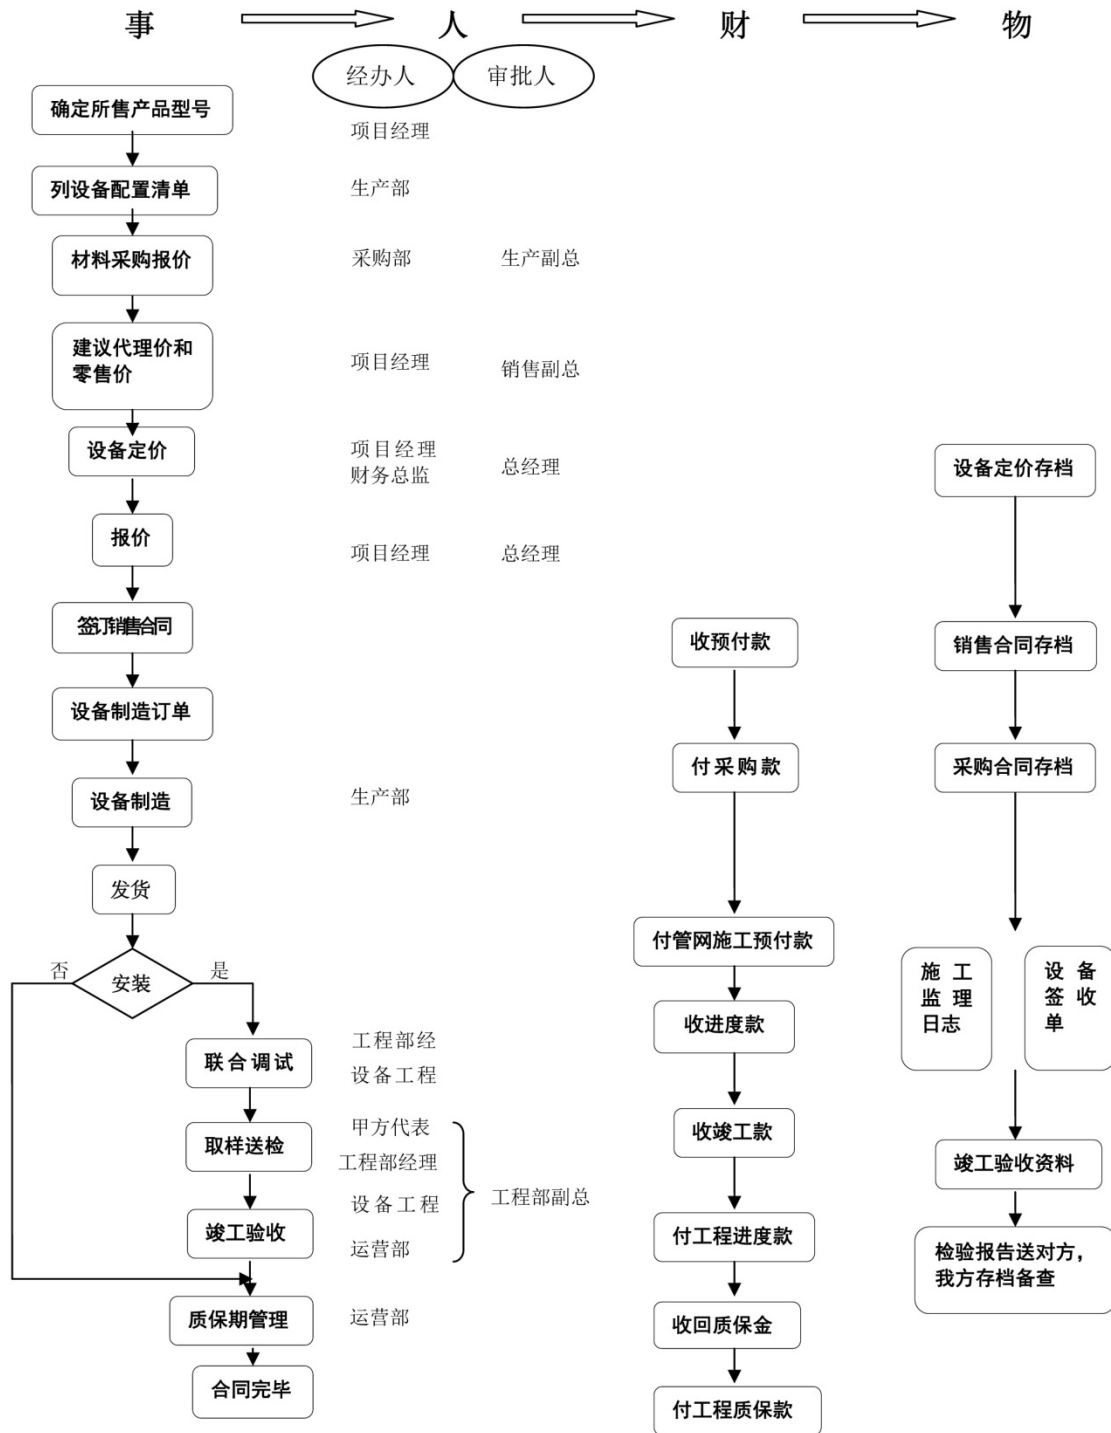 事
人
财
物
经办人
审批人
确定所售产品型号
项目经理
列设备配置清单
生产部
材料采购报价
采购部
生产副总
建议代理价和
零售价
项目经理
销售副总
设备定价
项目经理
财务总监
总经理
设备定价存档
报价
项目经理
总经理
签订销售合同
收预付款
销售合同存档
设备制造订单
付采购款
采购合同存档
设备制造
生产部
发货
付管网施工预付款
否
安装
是
施工
监理
日志
设备
签收
单
收进度款
联合调试
工程部经
设备工程
取样送检
甲方代表
工程部经理
收竣工款
竣工验收资料
设备工程
工程部副总
竣工验收
运营部
付工程进度款
检验报告送对方，
我方存档备查
质保期管理
运营部
收回质保金
合同完毕
付工程质保款